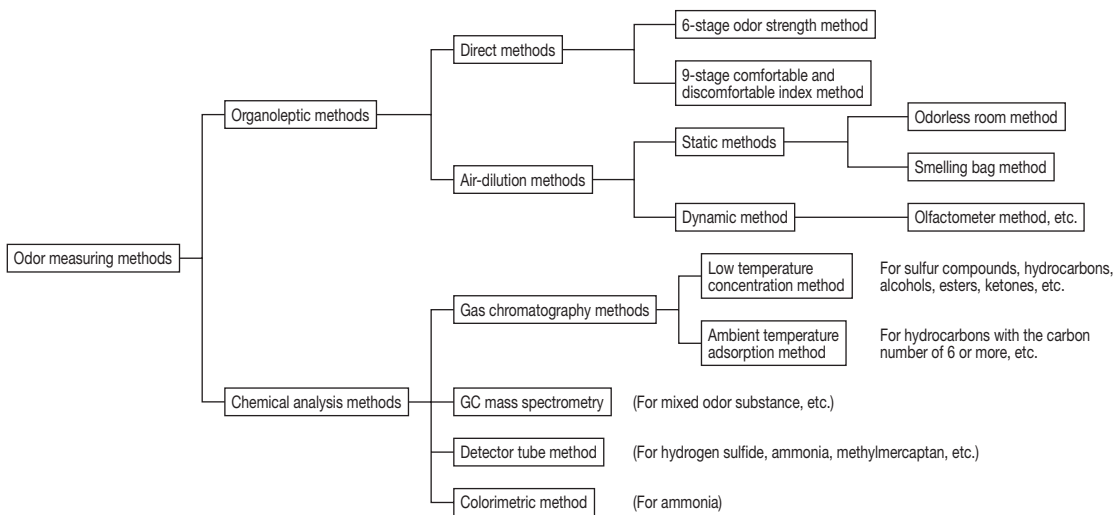 6-stage odor strength method
Direct methods
9-stage comfortable and
discomfortable index method
Organoleptic methods
Odorless room method
Static methods
Smelling bag method
Air-dilution methods
Dynamic method
Olfactometer method, etc.
Odor measuring methods
Low temperature
concentration method
For sulfur compounds, hydrocarbons,
alcohols, esters, ketones, etc.
Gas chromatography methods
Ambient temperature
adsorption method
For hydrocarbons with the carbon
number of 6 or more, etc.
Chemical analysis methods
GC mass spectrometry
(For mixed odor substance, etc.)
Detector tube method
(For hydrogen sulfide, ammonia, methylmercaptan, etc.)
Colorimetric method
(For ammonia)